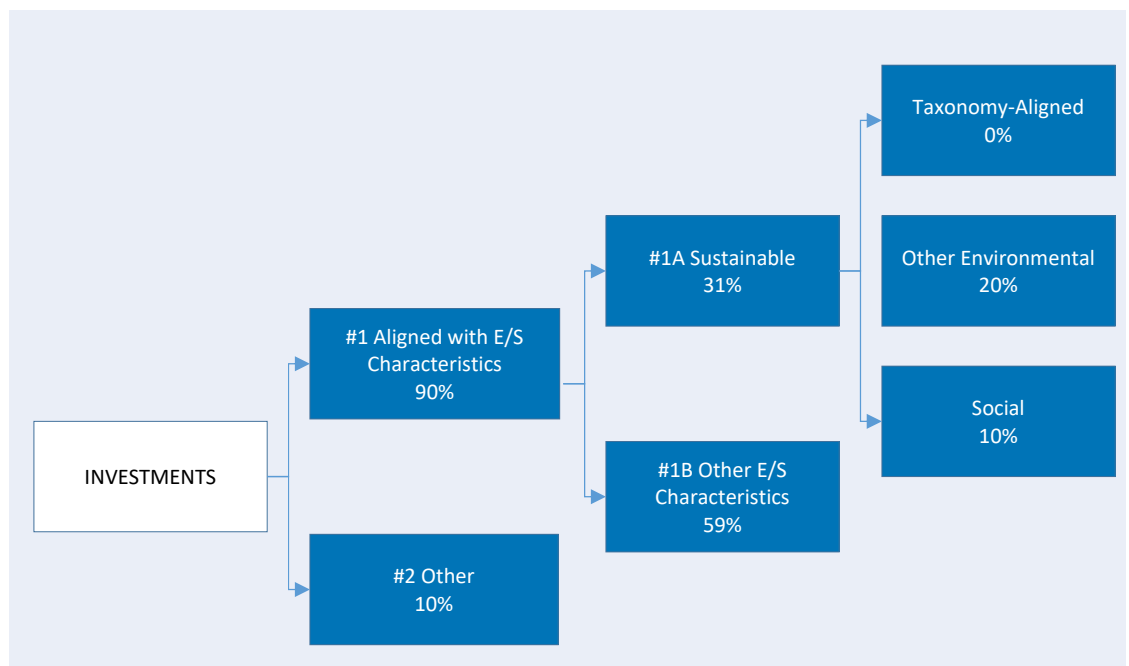 INVESTMENTS
#1 Aligned with E/S
Characteristics
90%
#2 Other
10%
#1A Sustainable
31%
#1B Other E/S
Characteristics
59%
Taxonomy-Aligned
0%
Other Environmental
20%
Social
10%